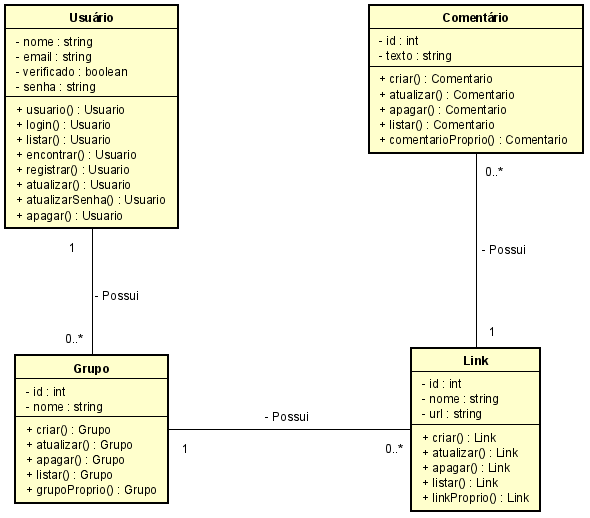 Usuário
- nome : string
- email : string
- verificado : boolean
- senha : string
+ usuario() : Usuario
+ login() : Usuario
+ listar() : Usuario
+ encontrar() : Usuario
+ registrar() : Usuario
+ atualizar() : Usuario
+ atualizarSenha() : Usuario
+ apagar() : Usuario
Comentário
- id : int
- texto : string
+ criar() : Comentario
+ atualizar() : Comentario
+ apagar() : Comentario
+ listar() : Comentario
+ comentarioProprio() : Comentario
1
- Possui
0..*
0..*
- Possui
1
Grupo
- id : int
- nome : string
+ criar() : Grupo
+ atualizar() : Grupo
+ apagar() : Grupo
+ listar() : Grupo
+ grupoProprio() : Grupo
- Possui
1
0..*
Link
- id : int
- nome : string
- url : string
+ criar() : Link
+ atualizar() : Link
+ apagar() : Link
+ listar() : Link
+ linkProprio() : Link